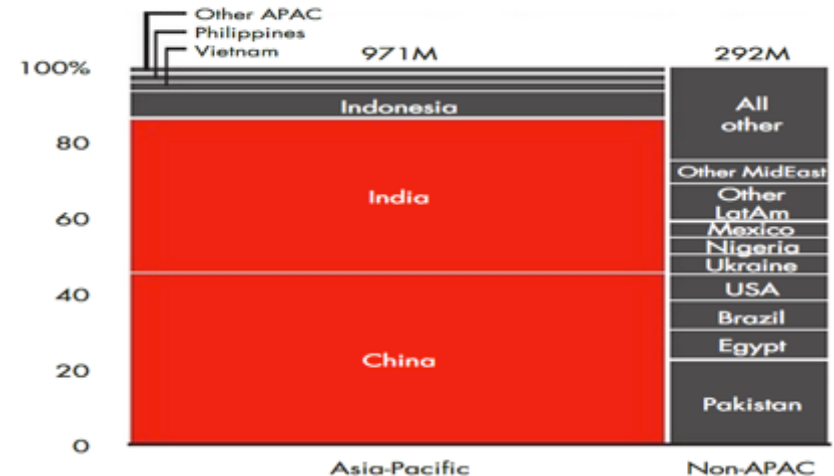 Other APAC
Philippines
Vietnam
971M
292M
100%
80
60
40
20
0
Indonesia
India
China
All
other
Other MidEast
Other
LatAm
Mexico
Nigeria
Ukraine
USA
Brazil
Egypt
Pakistan
Asia-Pacific
Non-APAC